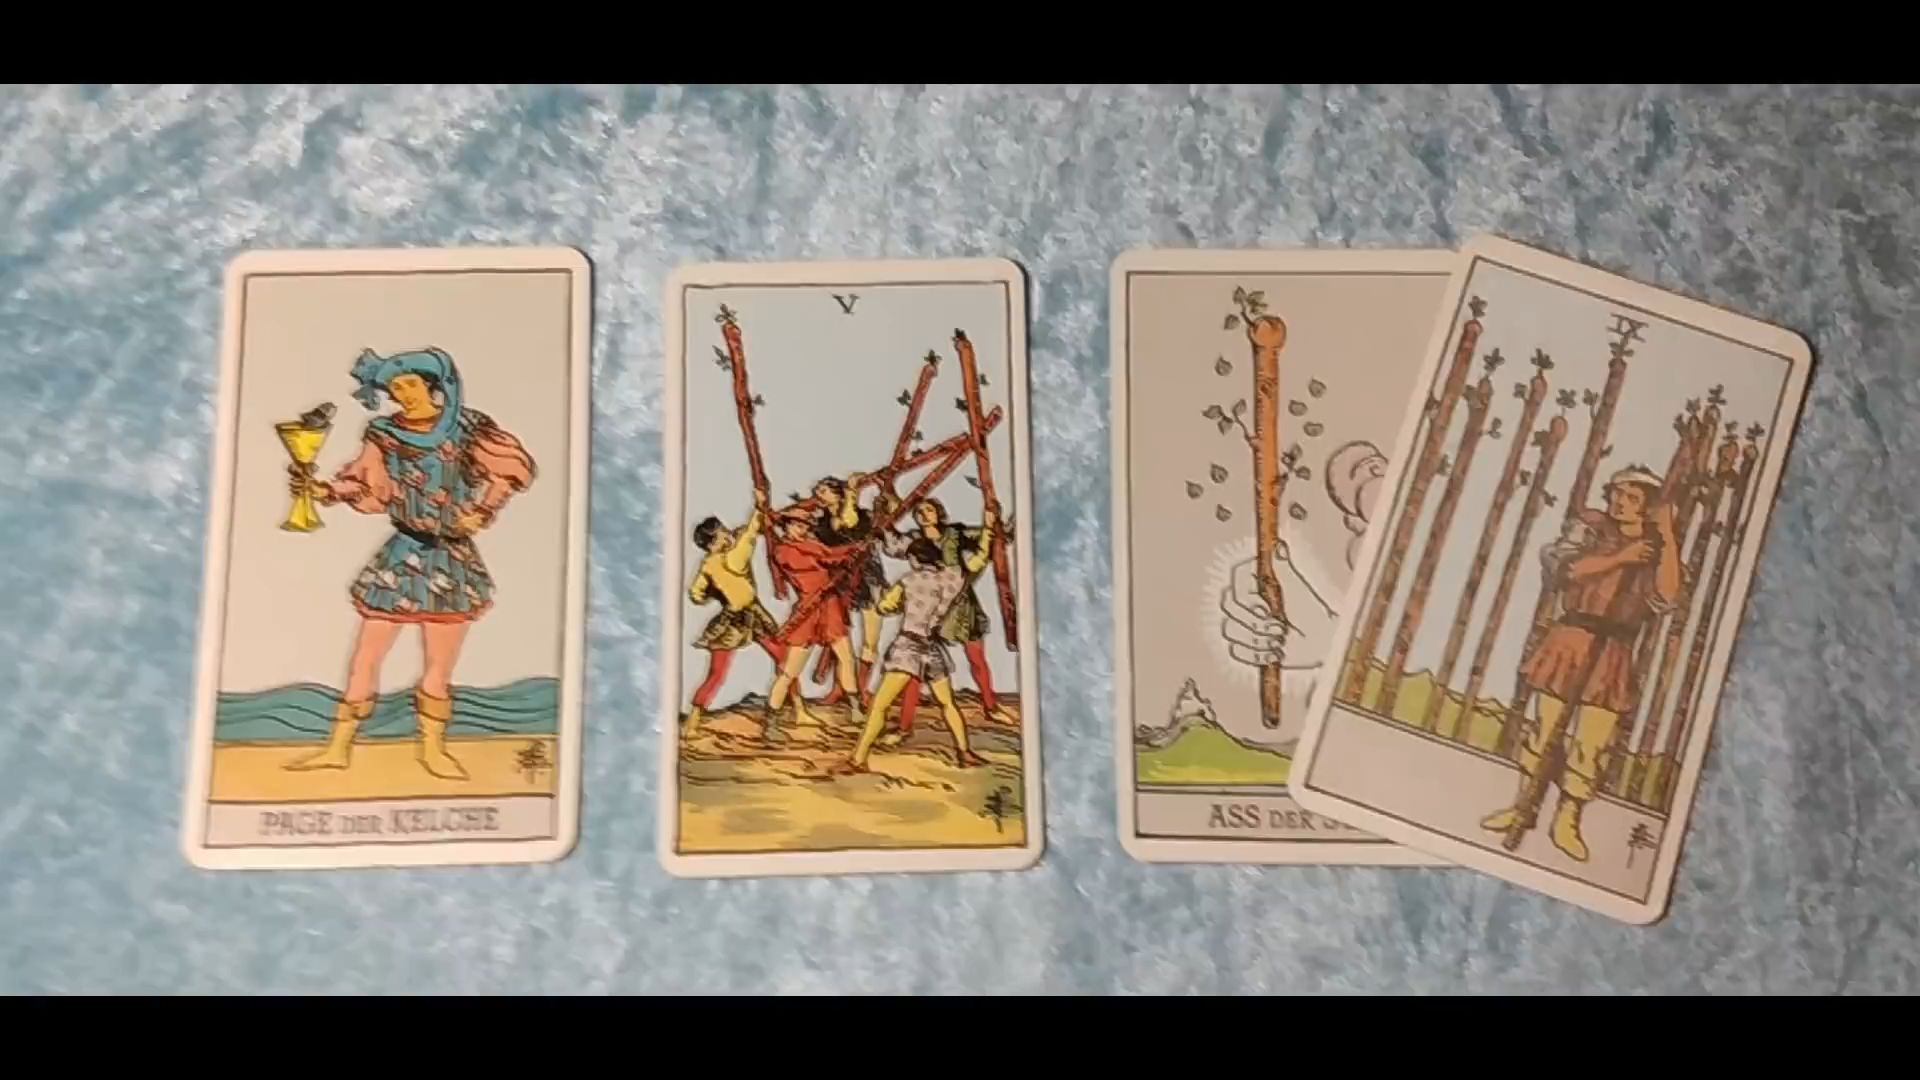 PAGE DER KELCHE
V
ASS DER
IX